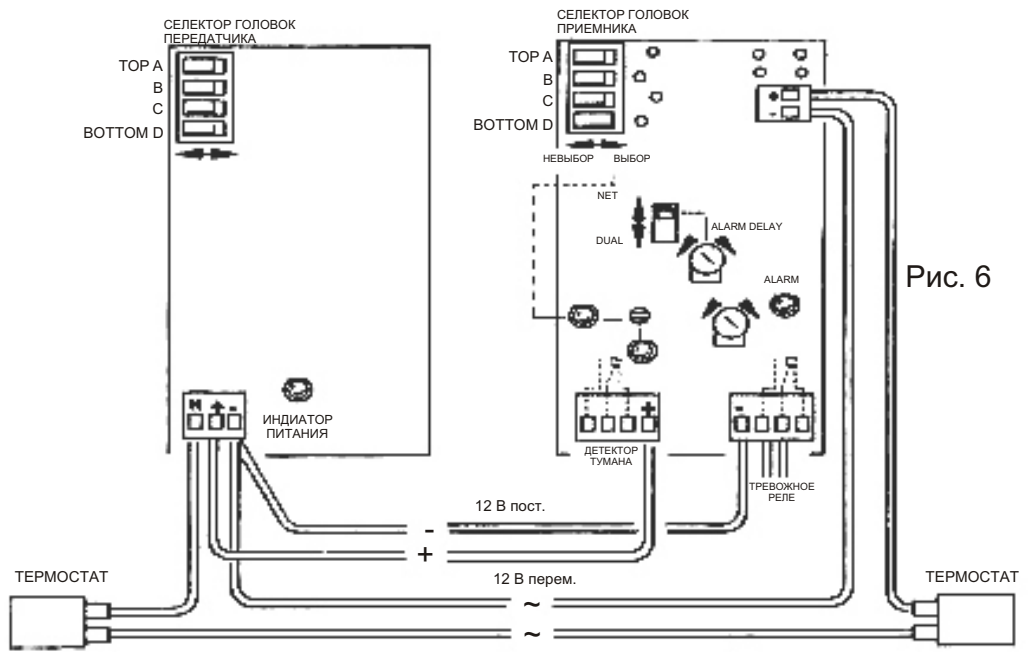 СЕЛЕКТОР ГОЛОВОК
ПЕРЕДАТЧИКА
TOP A
B
C
BOTTOM D
СЕЛЕКТОР ГОЛОВОК
ПРИЕМНИКА
TOP A
B
C
BOTTOM D
+
-
НЕВЫБОР ВЫБОР
NET
DUAL
ALARM DELAY
ALARM
Рис. 6
H + -
ИНДИАТОР
ПИТАНИЯ
+
ДЕТЕКТОР
ТУМАНА
-
ТРЕВОЖНОЕ
РЕЛЕ
12 В пост.
-
+
12 В перем.
~
~
ТЕРМОСТАТ
ТЕРМОСТАТ